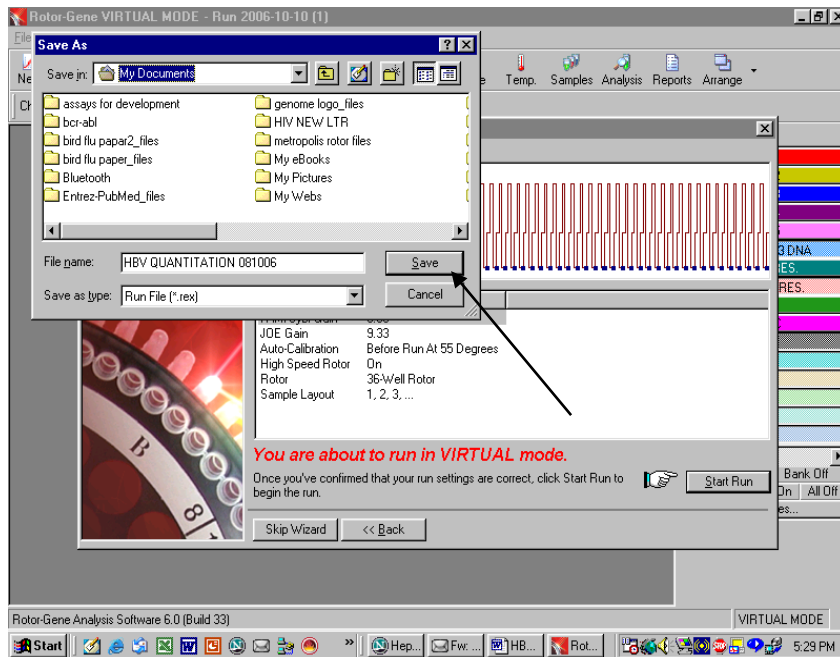 Rotor-Gene VIRTUAL MODE - Run 2006-10-10 (1)
Save As
Save in: My Documents
Temp. Samples Analysis Reports Arrange
assays for development
bcr-abl
bird flu papar2_files
bird flu paper_files
Bluetooth
Entrez-PubMed_files
genome logo_files
HIV NEW LTR
metropolis rotor files
My eBooks
My Pictures
My Webs
File name: HBV QUANTITATION 081006 Save
Save as type: Run File (*.rex) Cancel
3 DNA
JOE Gain 9.33
Auto-Calibration Before Run At 55 Degrees
High Speed Rotor On
Rotor 36-Well Rotor
Sample Layout 1, 2, 3, ...
B
8
You are about to run in VIRTUAL mode.
Once you've confirmed that your run settings are correct, click Start Run to
begin the run.
Start Run
Skip Wizard << Back
Bank Off
All Off
Rotor-Gene Analysis Software 6.0 (Build 33) VIRTUAL MODE
Start » Hep... Fw: ... HB... Rot... 5:29 PM